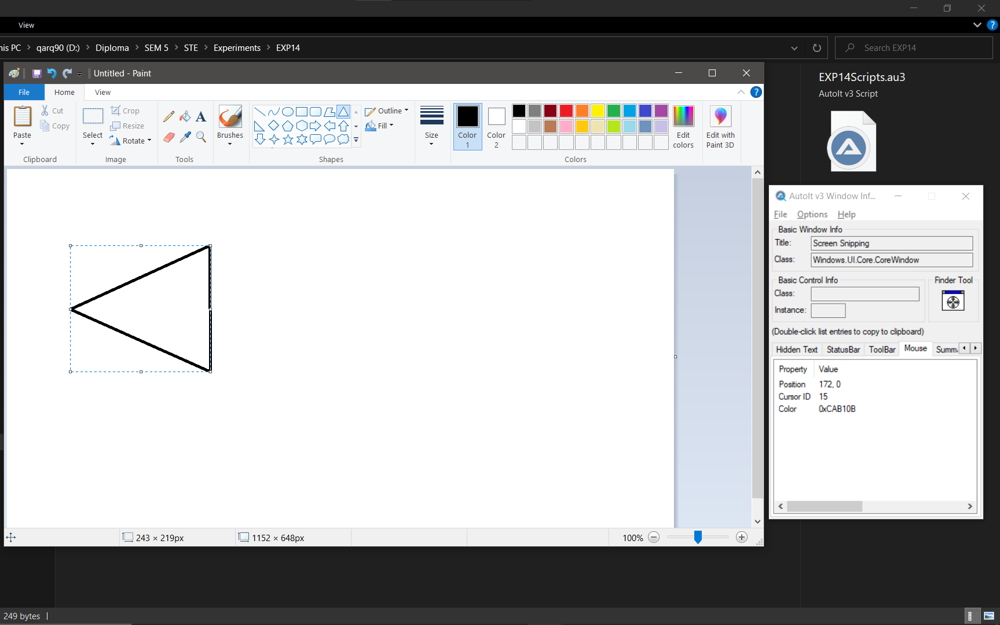 View
?
his PC > qarq90 (D:) > Diploma > SEM 5 > STE > Experiments > EXP14
Search EXP14
Untitled - Paint
File Home View
?
Paste
Cut
Copy
Clipboard
Select
Crop
Resize
Rotate
Image
A
Tools
Brushes
Outline
Fill
Shapes
Size
Color 1
Color 2
Edit colors
Colors
Edit with Paint 3D
243 × 219px
1152 × 648px
100%
EXP14Scripts.au3
AutoIt v3 Script
AutoIt v3 Window Inf...
File Options Help
Basic Window Info
Title: Screen Snipping
Class: Windows.UI.Core.CoreWindow
Basic Control Info
Class:
Instance:
Finder Tool
(Double-click list entries to copy to clipboard)
Hidden Text StatusBar ToolBar Mouse Summ
Property Value
Position 172, 0
Cursor ID 15
Color 0xCAB10B
249 bytes